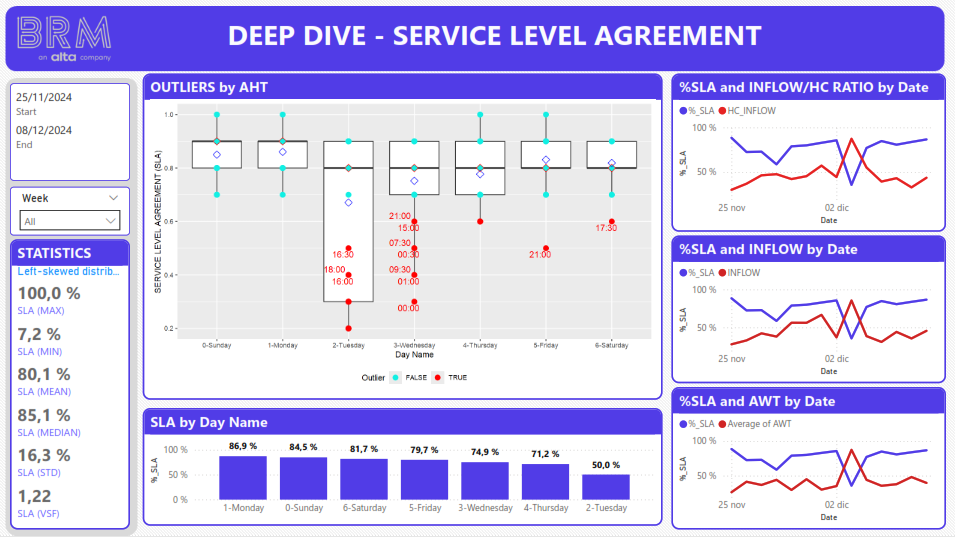 BRM
an alta company
DEEP DIVE - SERVICE LEVEL AGREEMENT
25/11/2024
Start
08/12/2024
End
Week
All
STATISTICS
Left-skewed distrib...
100,0 %
SLA (MAX)
7,2 %
SLA (MIN)
80,1 %
SLA (MEAN)
85,1 %
SLA (MEDIAN)
16,3 %
SLA (STD)
1,22
SLA (VSF)
OUTLIERS by AHT
SERVICE LEVEL AGREEMENT (SLA)
1.0
0.8
0.6
0.4
0.2
16:30
18:00
16:00
21:00
15:00
07:30
00:30
09:30
01:00
00:00
21:00
17:30
0-Sunday
1-Monday
2-Tuesday
3-Wednesday
4-Thursday
5-Friday
6-Saturday
Day Name
Outlier FALSE TRUE
SLA by Day Name
%_SLA
100 %
50 %
0 %
86,9 %
84,5 %
81,7 %
79,7 %
74,9 %
71,2 %
50,0 %
1-Monday
0-Sunday
6-Saturday
5-Friday
3-Wednesday
4-Thursday
2-Tuesday
%SLA and INFLOW/HC RATIO by Date
%_SLA HC_INFLOW
100 %
50 %
%_SLA
25 nov
02 dic
Date
%SLA and INFLOW by Date
%_SLA INFLOW
100 %
50 %
%_SLA
25 nov
02 dic
Date
%SLA and AWT by Date
%_SLA Average of AWT
100 %
50 %
%_SLA
25 nov
02 dic
Date